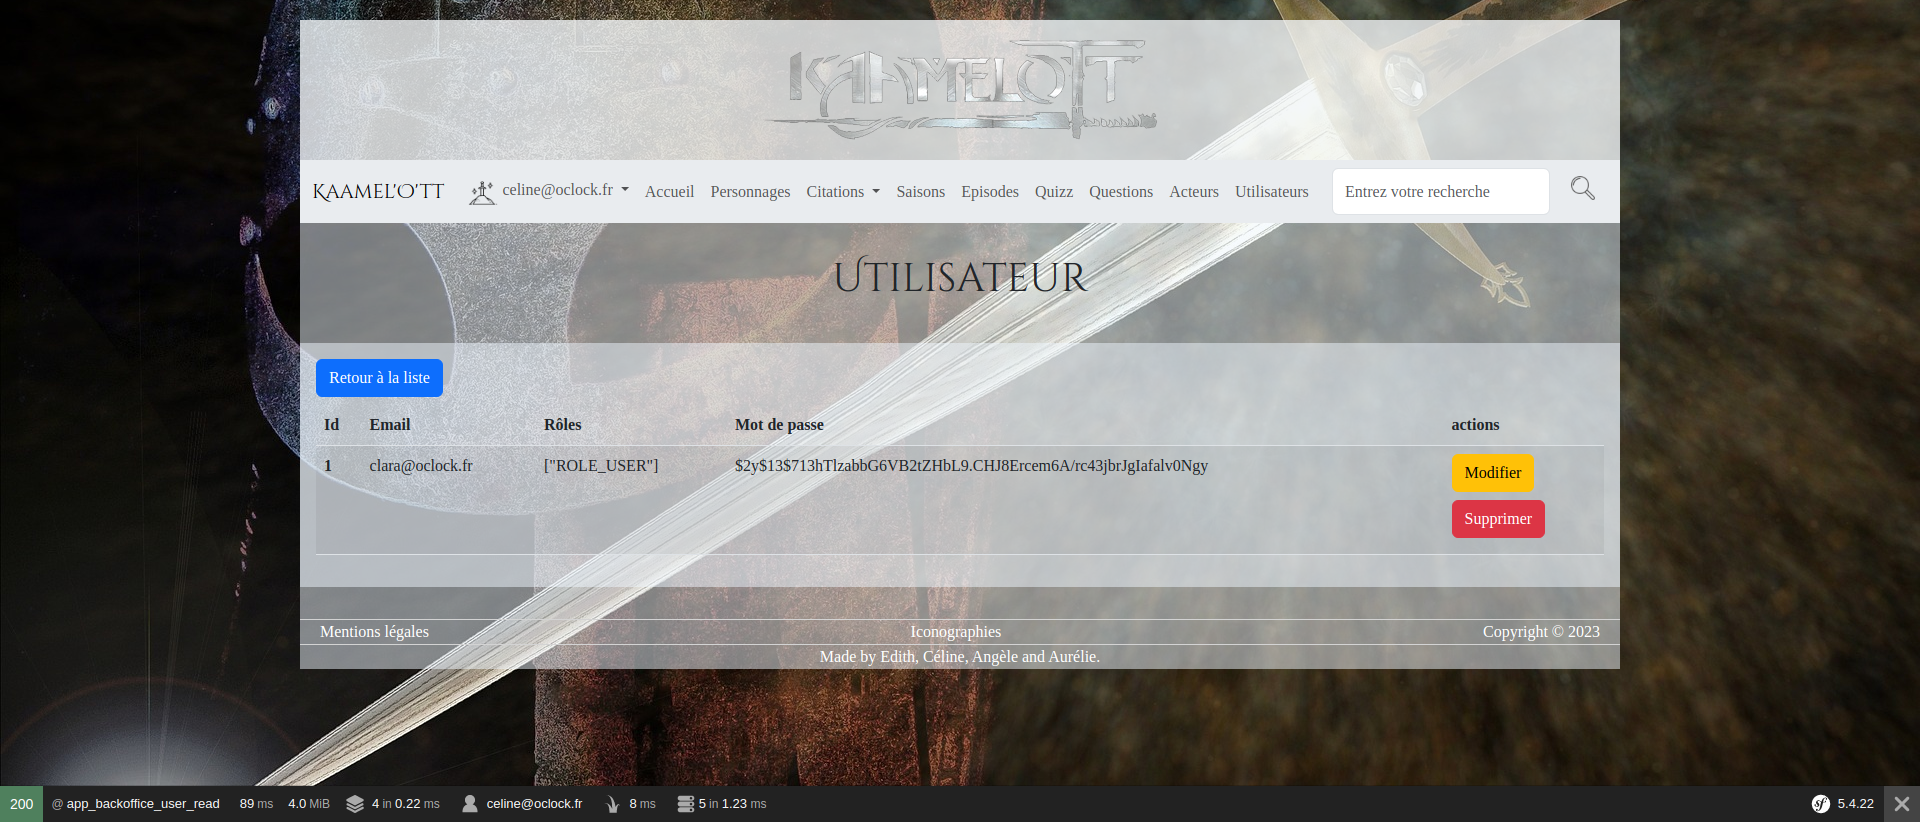 KAAMELOTT
KAAMEL'O'TT celine@oclock.fr Accueil Personnages Citations Saisons Episodes Quizz Questions Acteurs Utilisateurs Entrez votre recherche
UTILISATEUR
Retour à la liste
Id Email Rôles Mot de passe actions
1 clara@oclock.fr ["ROLE_USER"] $2y$13$713hTlzabbG6VB2tZHbL9.CHJ8Ercem6A/rc43jbrJgIafalv0Ngy Modifier
Supprimer
Mentions légales Iconographies Copyright © 2023
Made by Edith, Céline, Angèle and Aurélie.
200 @ app_backoffice_user_read 89 ms 4.0 MiB 4 in 0.22 ms celine@oclock.fr 8 ms 5 in 1.23 ms sf 5.4.22